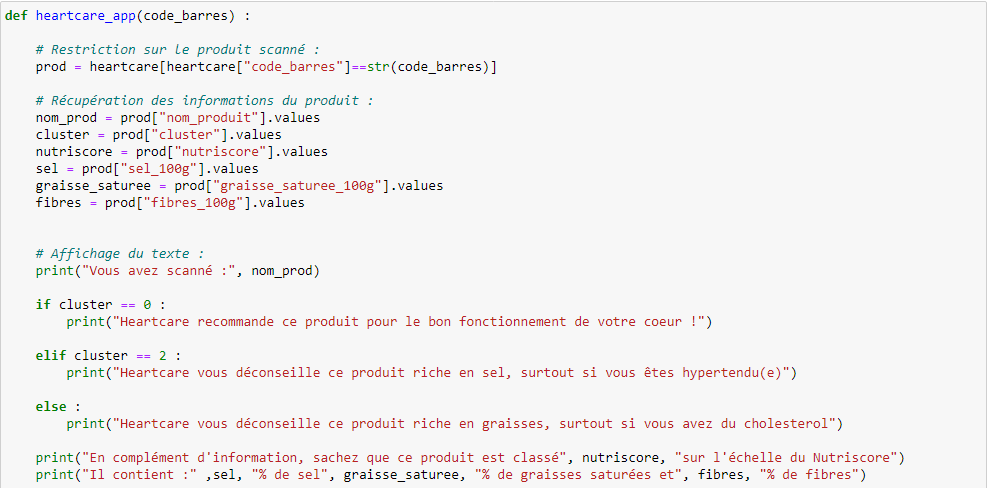 def heartcare_app(code_barres) :
# Restriction sur le produit scanné :
prod = heartcare[heartcare["code_barres"]==str(code_barres)]
# Récupération des informations du produit :
nom_prod = prod["nom_produit"].values
cluster = prod["cluster"].values
nutriscore = prod["nutriscore"].values
sel = prod["sel_100g"].values
graisse_saturee = prod["graisse_saturee_100g"].values
fibres = prod["fibres_100g"].values
# Affichage du texte :
print("Vous avez scanné :", nom_prod)
if cluster == 0 :
print("Heartcare recommande ce produit pour le bon fonctionnement de votre coeur !")
elif cluster == 2 :
print("Heartcare vous déconseille ce produit riche en sel, surtout si vous êtes hypertendu(e)")
else :
print("Heartcare vous déconseille ce produit riche en graisses, surtout si vous avez du cholesterol")
print("En complément d'information, sachez que ce produit est classé", nutriscore, "sur l'échelle du Nutriscore")
print("Il contient :" ,sel, "% de sel", graisse_saturee, "% de graisses saturées et", fibres, "% de fibres")